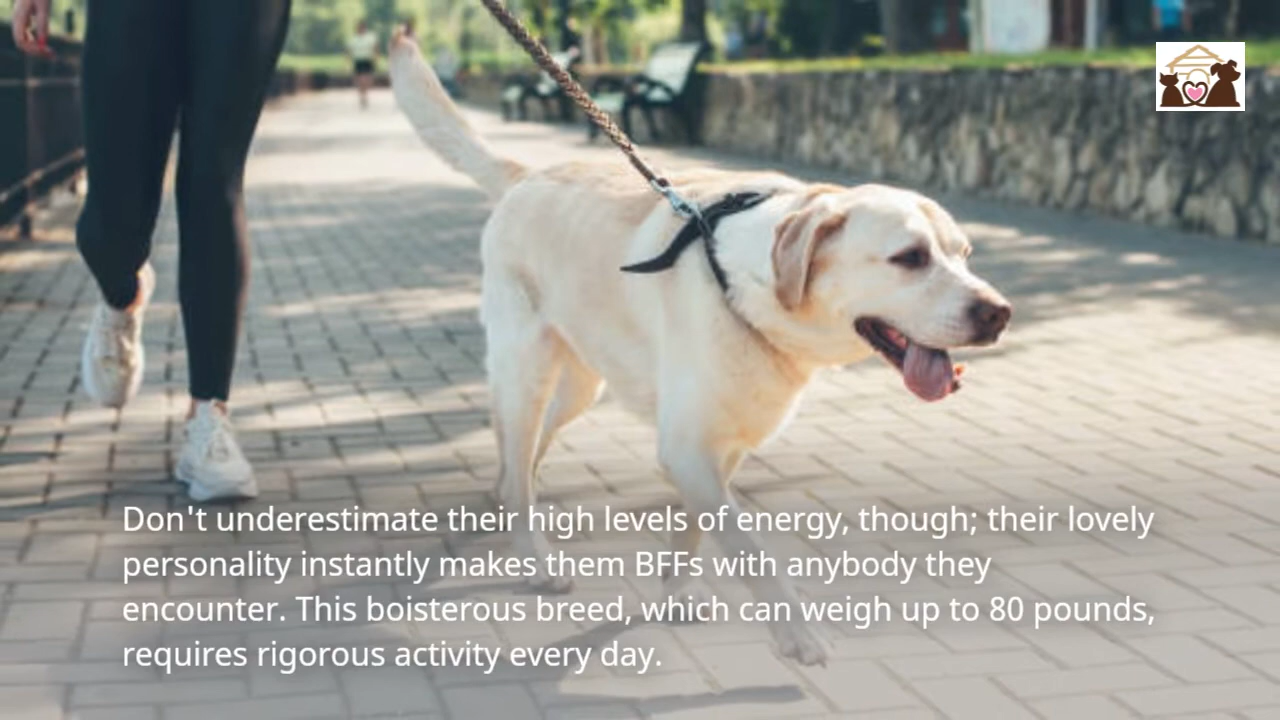 Don't underestimate their high levels of energy, though; their lovely
personality instantly makes them BFFs with anybody they
encounter. This boisterous breed, which can weigh up to 80 pounds,
requires rigorous activity every day.